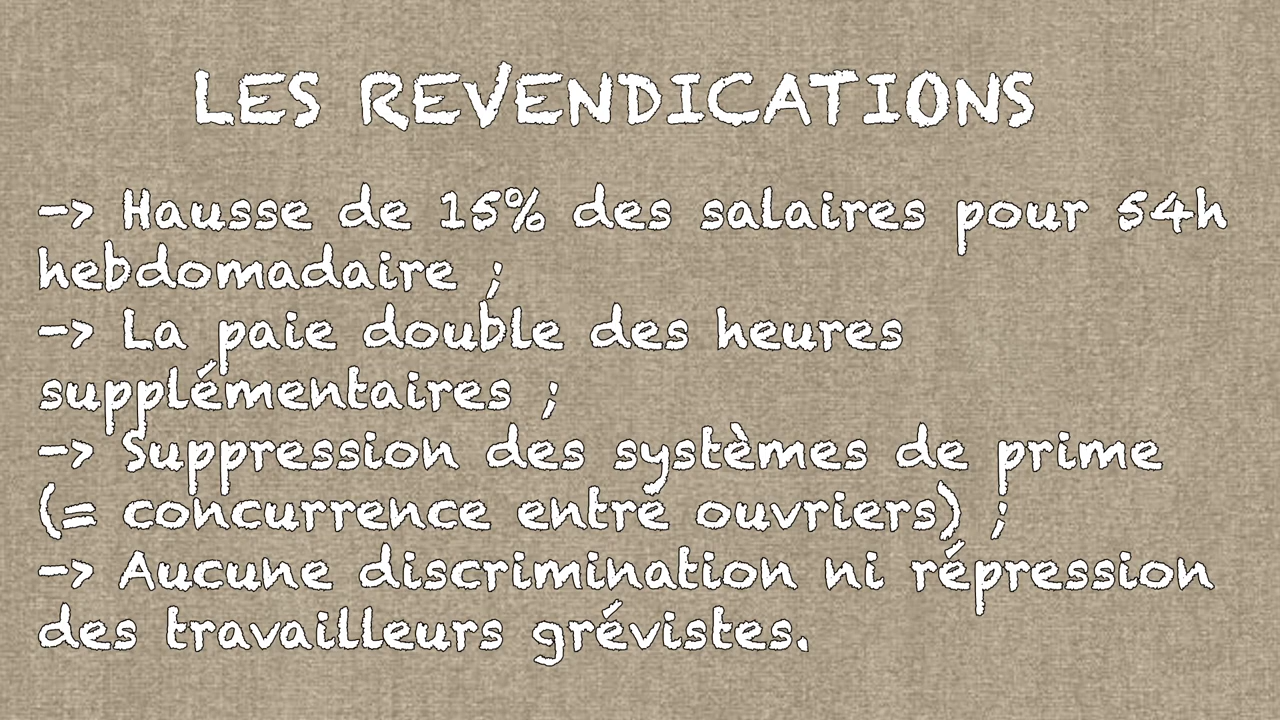 LES REVENDICATIONS
-> Hausse de 15% des salaires pour 54h
hebdomadaire ;
-> La paie double des heures
supplémentaires ;
-> Suppression des systèmes de prime
(= concurrence entre ouvriers) ;
-> Aucune discrimination ni répression
des travailleurs grévistes.